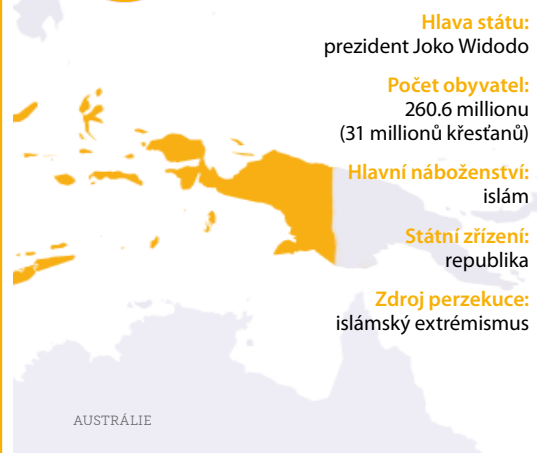 Hlava státu:
prezident Joko Widodo
Počet obyvatel:
260.6 millionu
(31 millionů křesťanů)
Hlavní náboženství:
islám
Státní zřízení:
republika
Zdroj perzekuce:
islámský extrémismus
AUSTRÁLIE